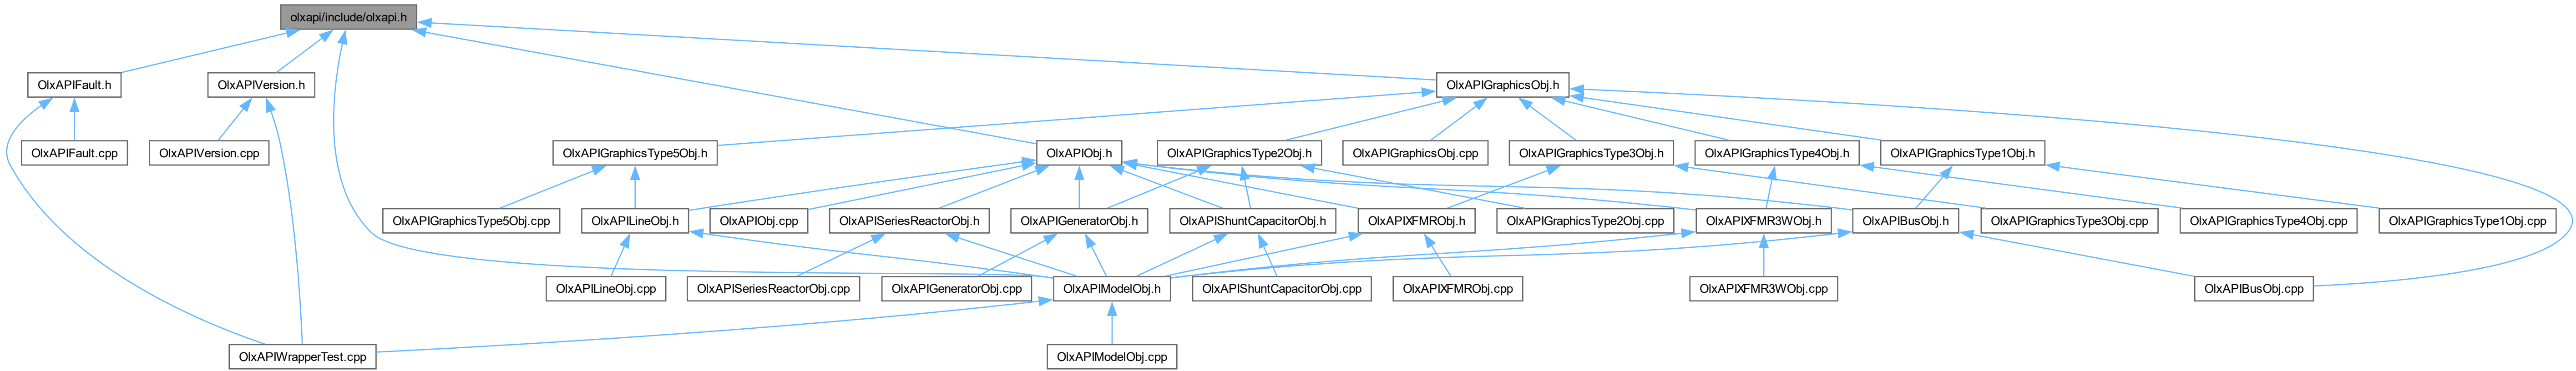 olxapi/include/olxapi.h
OlxAPIFault.h
OlxAPIVersion.h
OlxAPIGraphicsObj.h
OlxAPIFault.cpp
OlxAPIVersion.cpp
OlxAPIGraphicsType5Obj.h
OlxAPIObj.h
OlxAPIGraphicsType2Obj.h
OlxAPIGraphicsObj.cpp
OlxAPIGraphicsType3Obj.h
OlxAPIGraphicsType4Obj.h
OlxAPIGraphicsType1Obj.h
OlxAPIGraphicsType5Obj.cpp
OlxAPILineObj.h
OlxAPIObj.cpp
OlxAPISeriesReactorObj.h
OlxAPIGeneratorObj.h
OlxAPIShuntCapacitorObj.h
OlxAPIXFMRObj.h
OlxAPIGraphicsType2Obj.cpp
OlxAPIXFMR3WObj.h
OlxAPIBusObj.h
OlxAPIGraphicsType3Obj.cpp
OlxAPIGraphicsType4Obj.cpp
OlxAPIGraphicsType1Obj.cpp
OlxAPILineObj.cpp
OlxAPISeriesReactorObj.cpp
OlxAPIGeneratorObj.cpp
OlxAPIModelObj.h
OlxAPIShuntCapacitorObj.cpp
OlxAPIXFMRObj.cpp
OlxAPIXFMR3WObj.cpp
OlxAPIBusObj.cpp
OlxAPIWrapperTest.cpp
OlxAPIModelObj.cpp